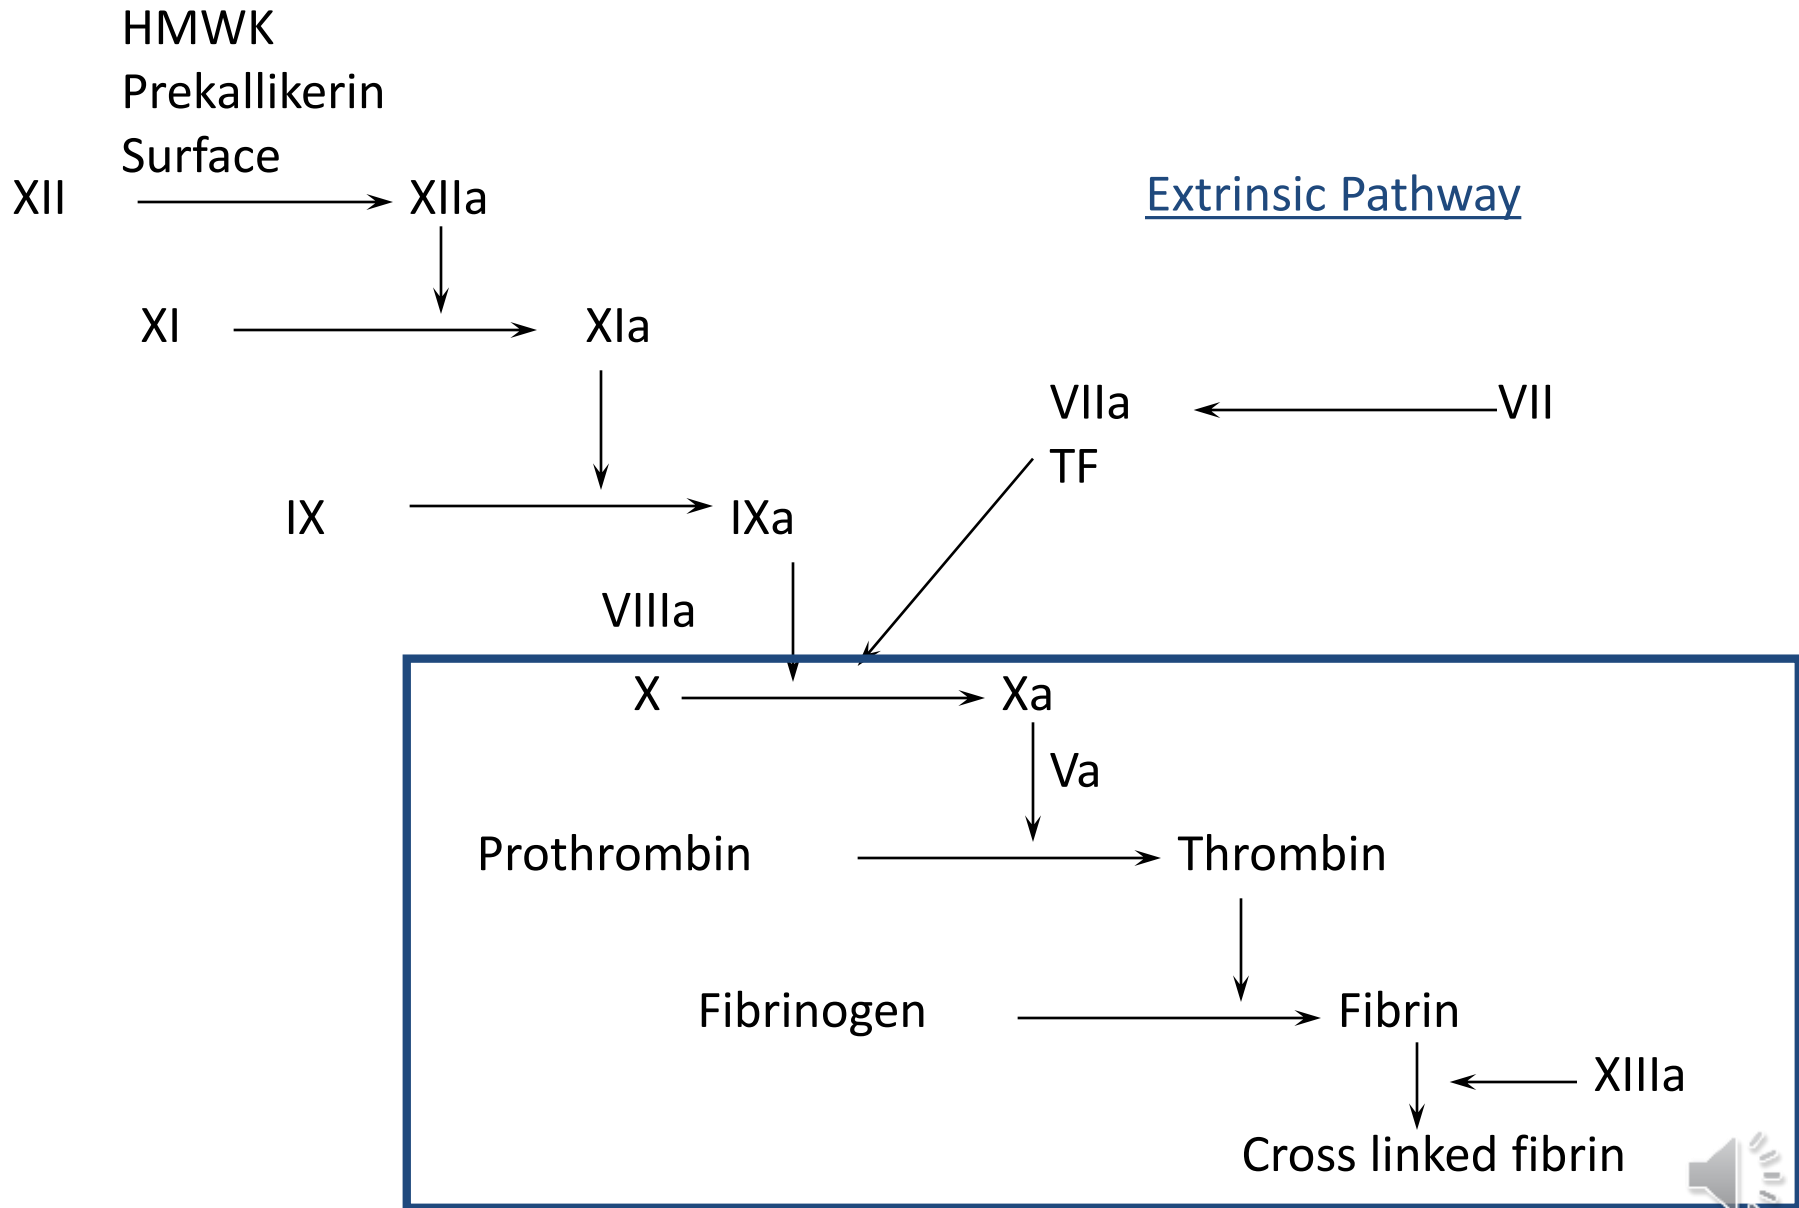 HMWK
Prekallikerin
Surface
XII XIIa
Extrinsic Pathway
XI XIa
VIIa VII
TF
IX IXa
VIIIa
X Xa
Va
Prothrombin Thrombin
Fibrinogen Fibrin
XIIIa
Cross linked fibrin